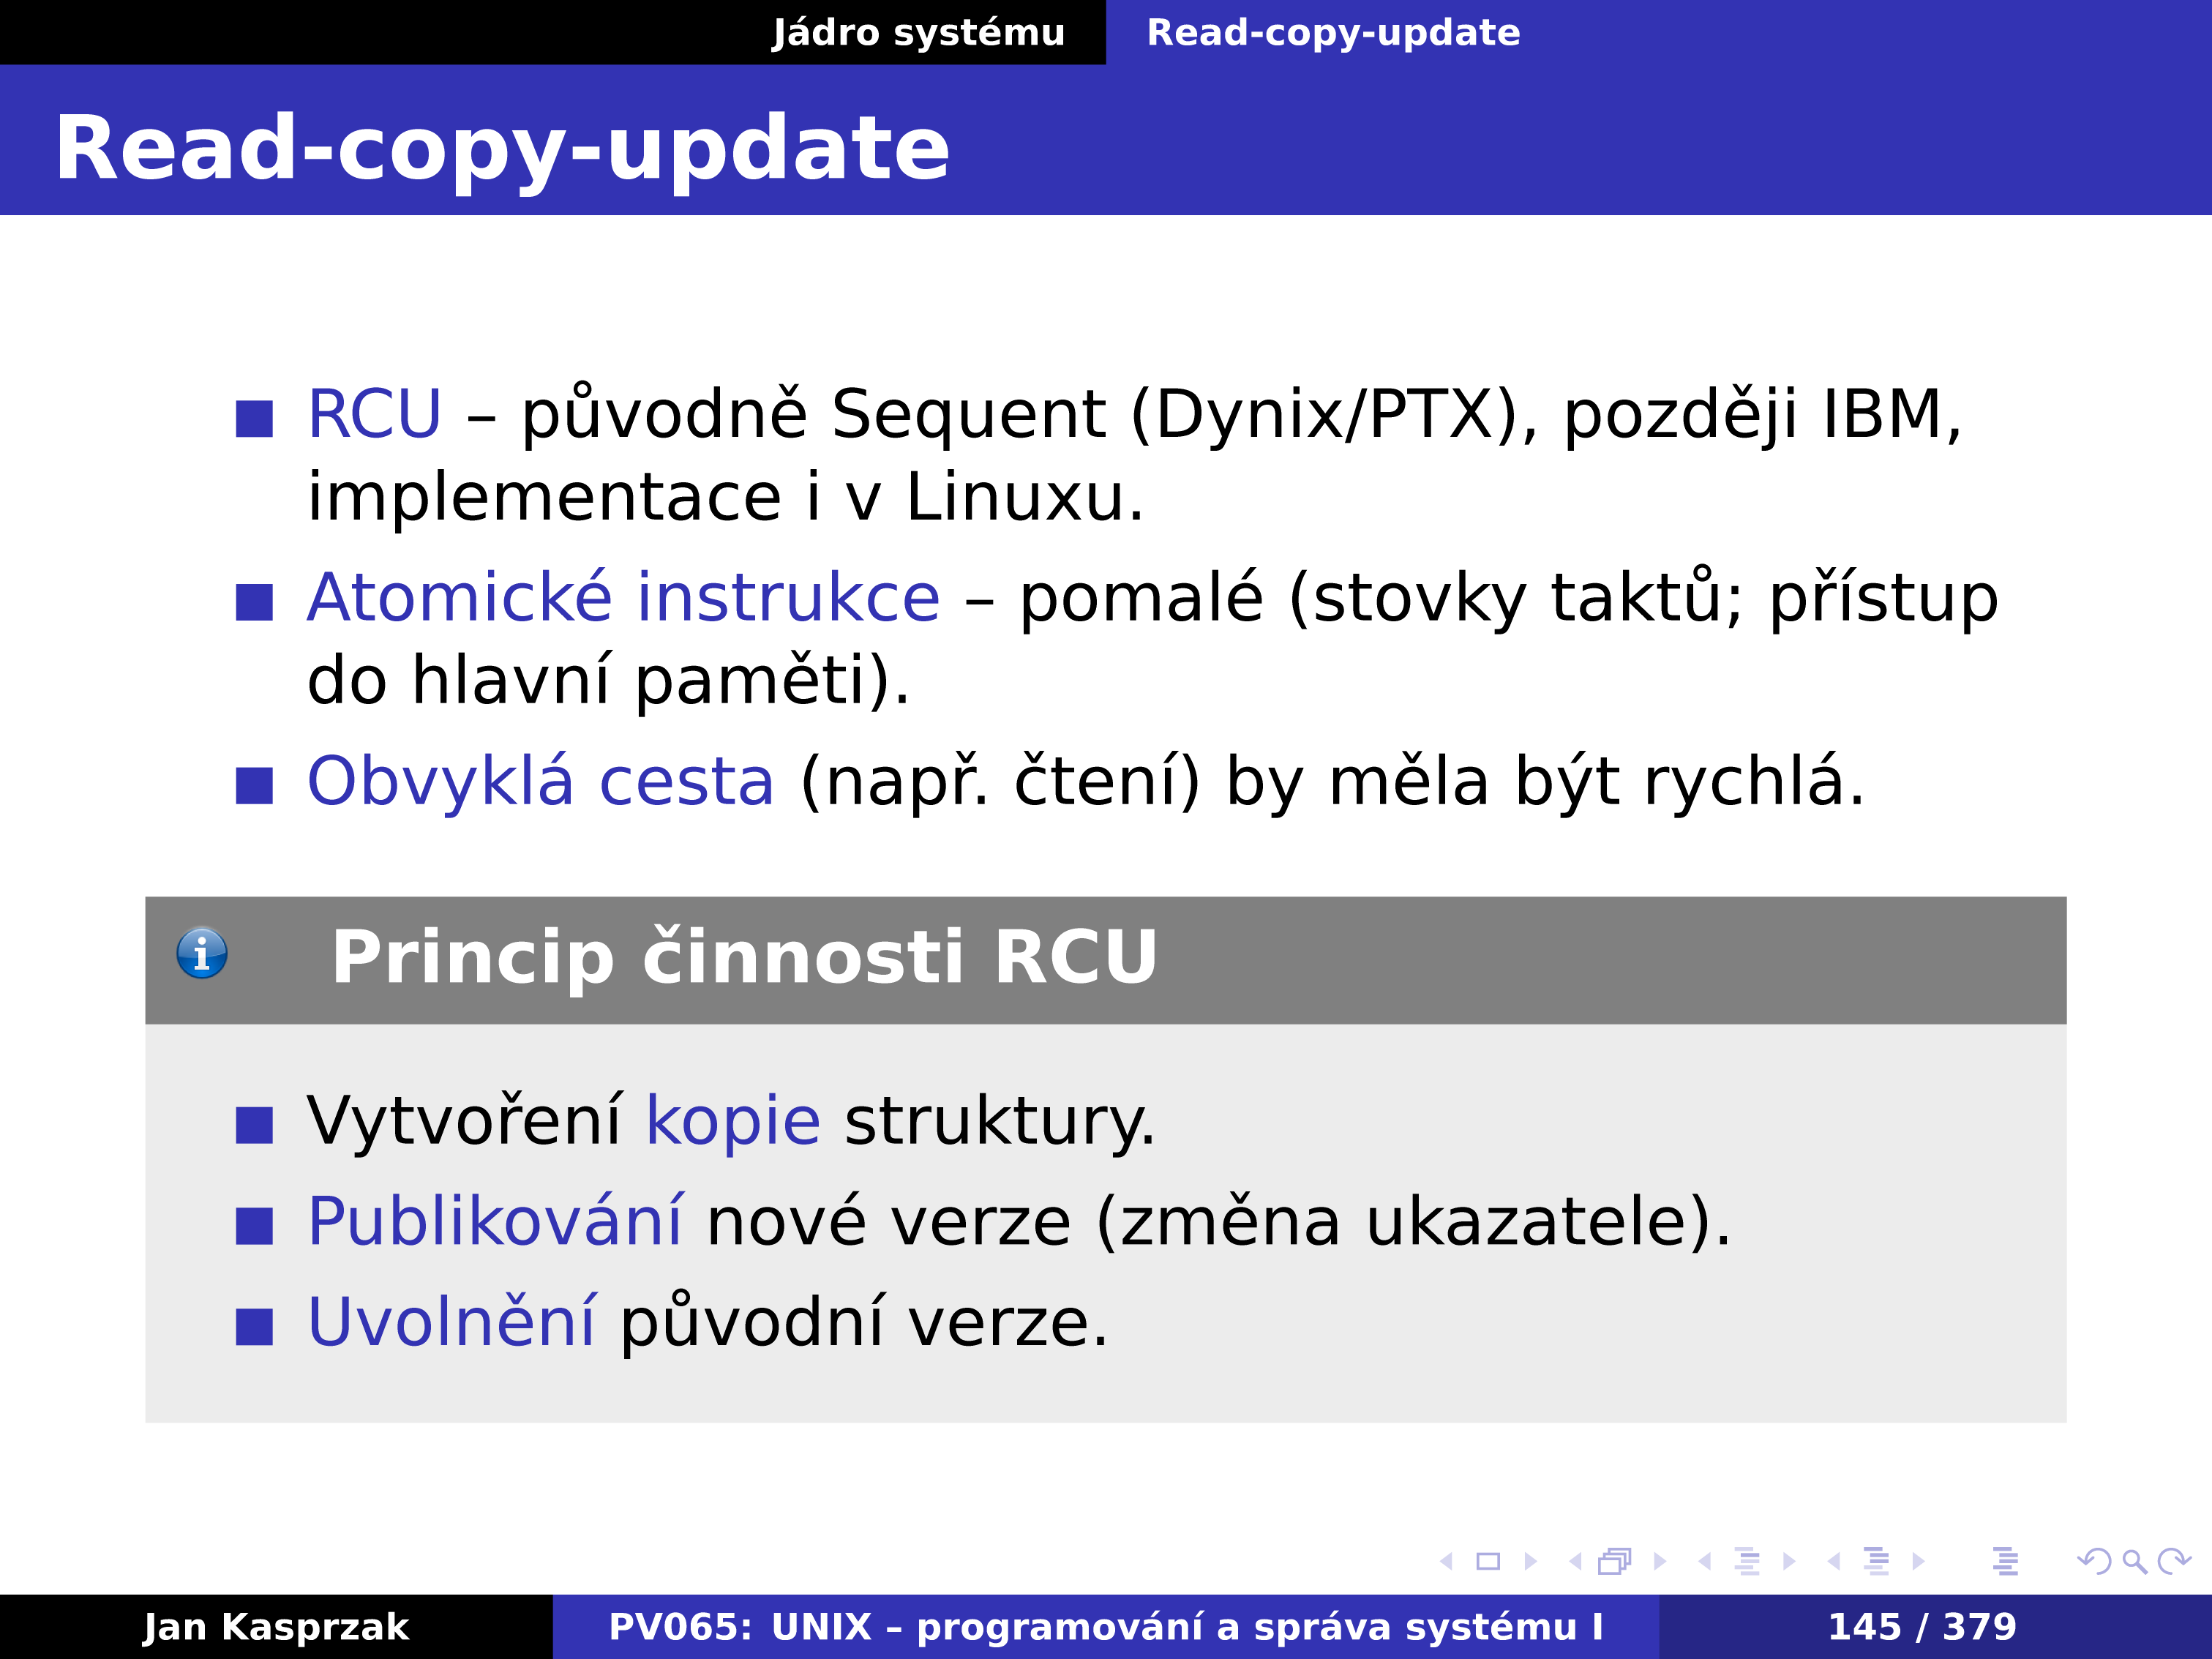 Jádro systému
Read-copy-update
Read-copy-update
RCU – původně Sequent (Dynix/PTX), později IBM,
implementace i v Linuxu.
Atomické instrukce – pomalé (stovky taktů; přístup
do hlavní paměti).
Obvyklá cesta (např. čtení) by měla být rychlá.
Princip činnosti RCU
Vytvoření kopie struktury.
Publikování nové verze (změna ukazatele).
Uvolnění původní verze.
Jan Kasprzak
PV065: UNIX – programování a správa systému I
145 / 379